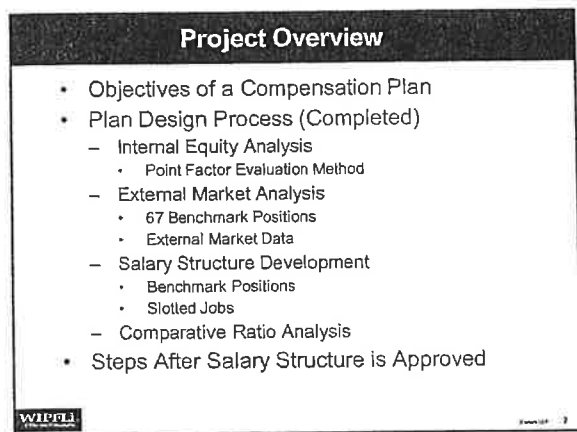 Project Overview
• Objectives of a Compensation Plan
• Plan Design Process (Completed)
– Internal Equity Analysis
• Point Factor Evaluation Method
– External Market Analysis
• 67 Benchmark Positions
• External Market Data
– Salary Structure Development
• Benchmark Positions
• Slotted Jobs
– Comparative Ratio Analysis
• Steps After Salary Structure is Approved
WIPFLI